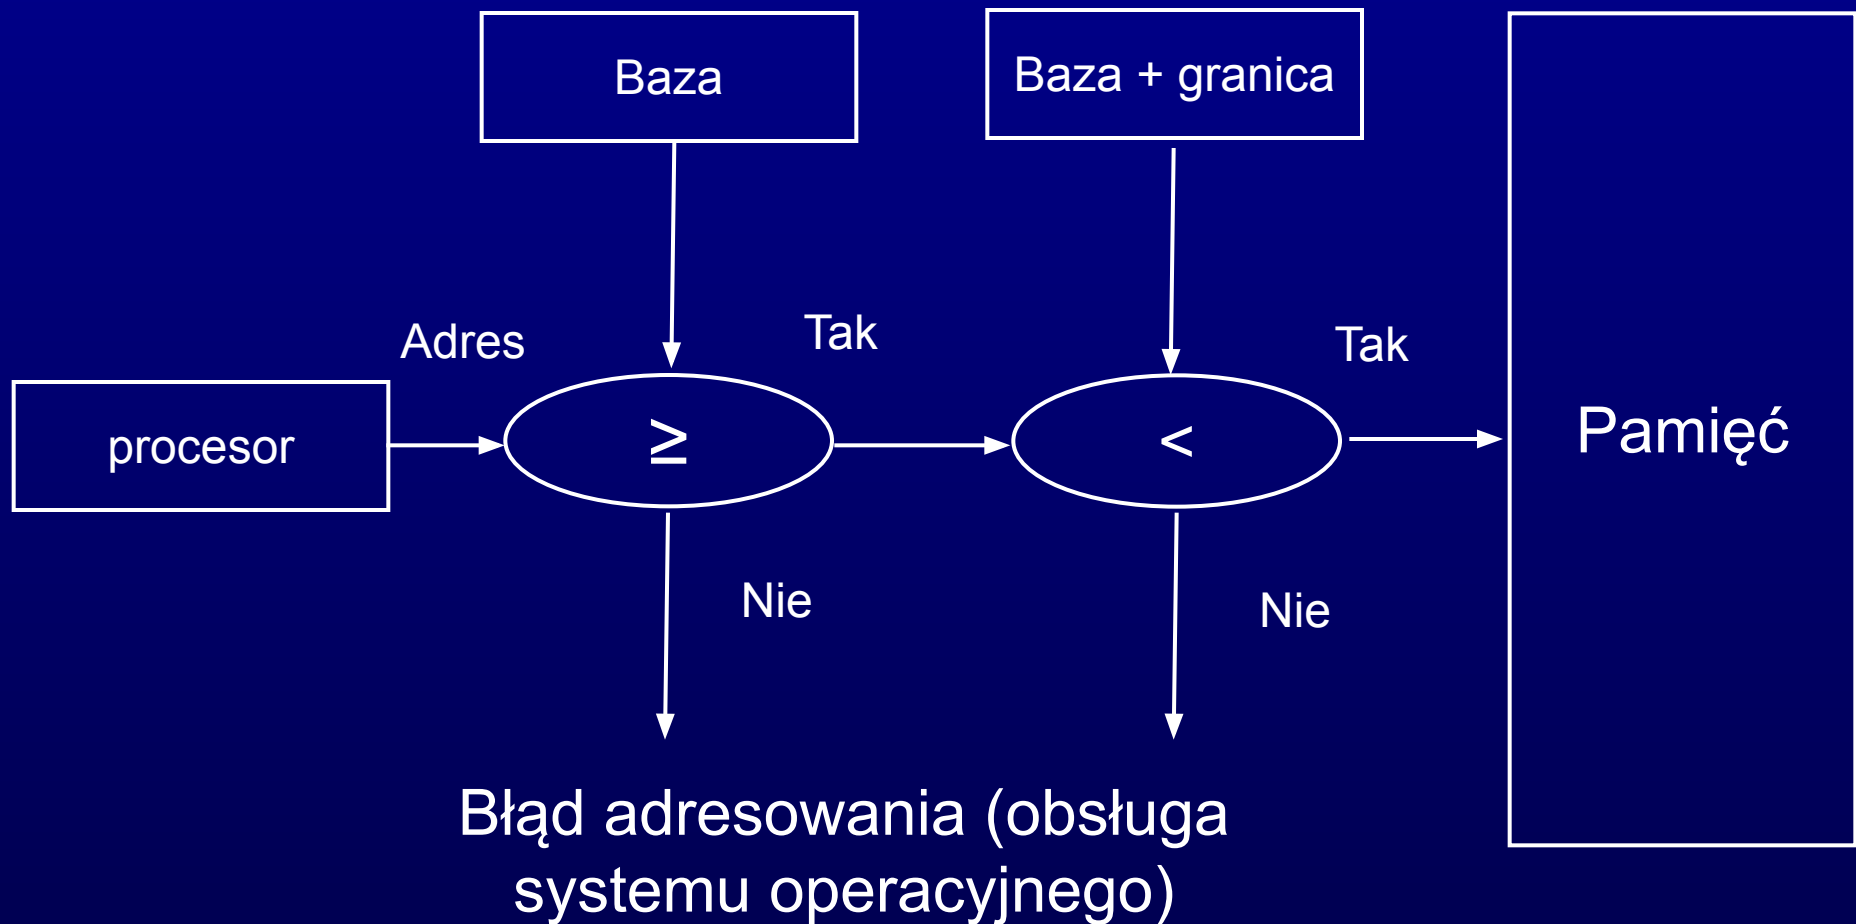 Baza
Baza + granica
Adres
Tak
Tak
procesor
≥
<
Pamięć
Nie
Nie
Błąd adresowania (obsługa
systemu operacyjnego)